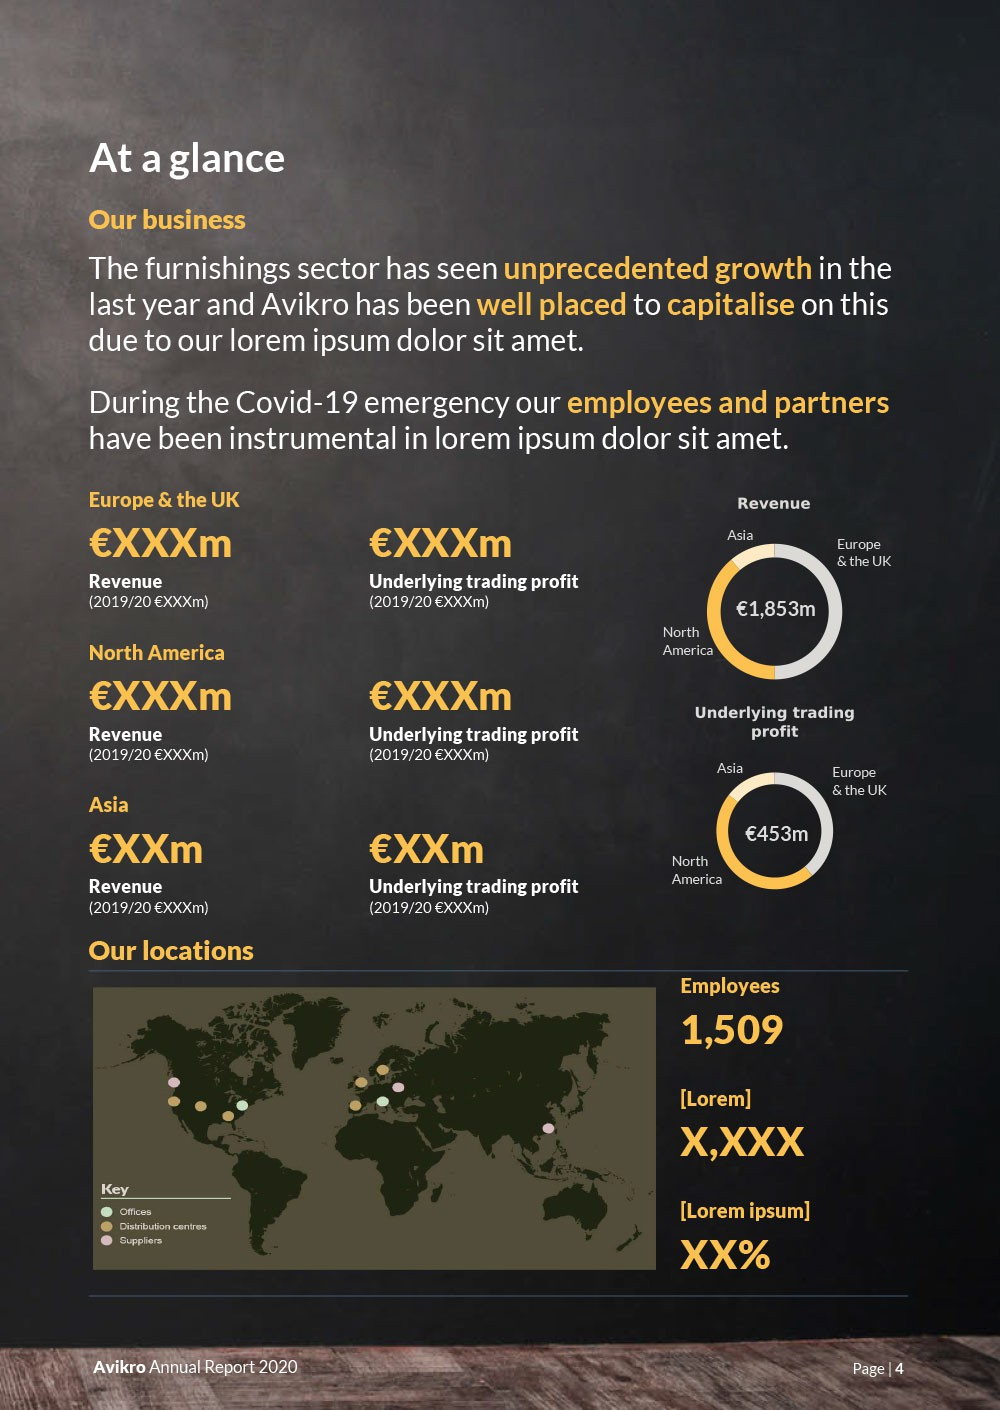 At a glance
Our business
The furnishings sector has seen unprecedented growth in the
last year and Avikro has been well placed to capitalise on this
due to our lorem ipsum dolor sit amet.
During the Covid-19 emergency our employees and partners
have been instrumental in lorem ipsum dolor sit amet.
Europe & the UK
€XXXm
Revenue
(2019/20 €XXXm)
€XXXm
Underlying trading profit
(2019/20 €XXXm)
North America
€XXXm
Revenue
(2019/20 €XXXm)
€XXXm
Underlying trading profit
(2019/20 €XXXm)
Asia
€XXm
Revenue
(2019/20 €XXXm)
€XXm
Underlying trading profit
(2019/20 €XXXm)
Revenue
Asia
Europe
& the UK
€1,853m
North
America
Underlying trading
profit
Asia
Europe
& the UK
€453m
North
America
Our locations
Key
Offices
Distribution centres
Suppliers
Employees
1,509
[Lorem]
X,XXX
[Lorem ipsum]
XX%
Avikro Annual Report 2020
Page | 4